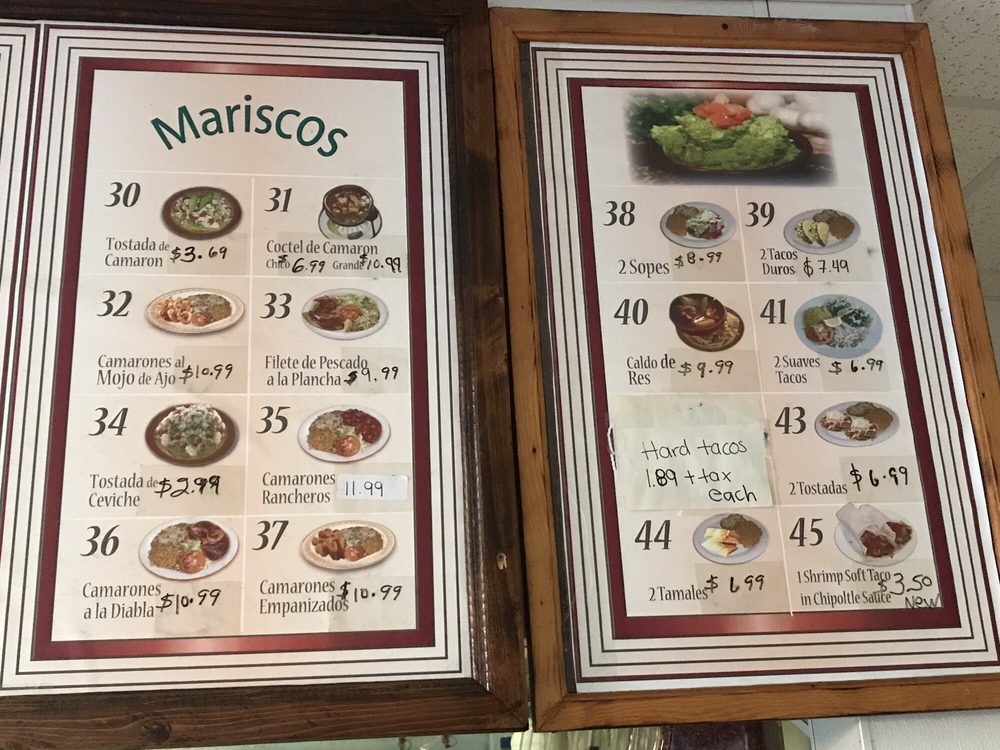 Mariscos
30
Tostada de
Camaron $3.69
31
Coctel de Camaron
Chico $6.99 Grande $10.99
32
Camarones al
Mojo de Ajo $10.99
33
Filete de Pescado
a la Plancha $9.99
34
Tostada de
Ceviche $2.99
35
Camarones
Rancheros 11.99
36
Camarones
a la Diabla $10.99
37
Camarones
Empanizados $10.99
38
2 Sopes $8.99
39
2 Tacos
Duros $7.49
40
Caldo de
Res $9.99
41
2 Suaves
Tacos $6.99
Hard tacos
1.89 + tax
each
43
2 Tostadas $6.99
44
2 Tamales $6.99
45
1 Shrimp Soft Taco
in Chipoltle Sauce $3.50
New